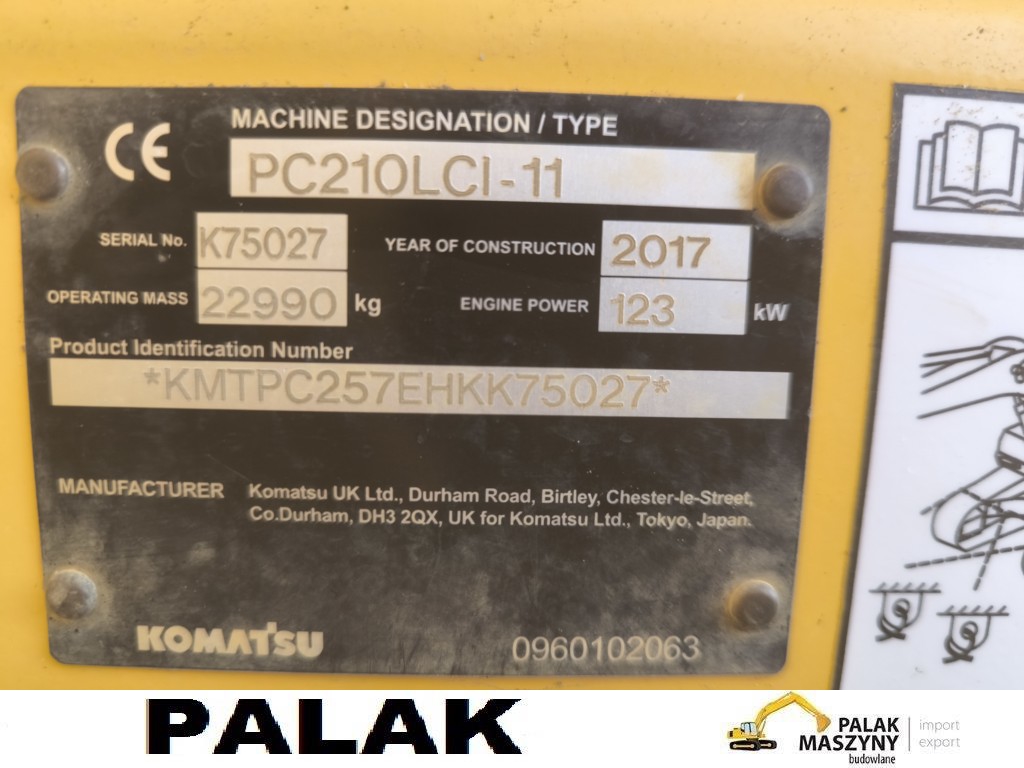 CE
MACHINE DESIGNATION / TYPE
PC210LCI-11
SERIAL No. K75027 YEAR OF CONSTRUCTION 2017
OPERATING MASS 22990 kg ENGINE POWER 123 kW
Product Identification Number
*KMTPC257EHKK75027*
MANUFACTURER Komatsu UK Ltd., Durham Road, Birtley, Chester-le-Street,
Co.Durham, DH3 2QX, UK for Komatsu Ltd., Tokyo, Japan.
KOMATSU 0960102063
PALAK
PALAK
MASZYNY
budowlane
import
export